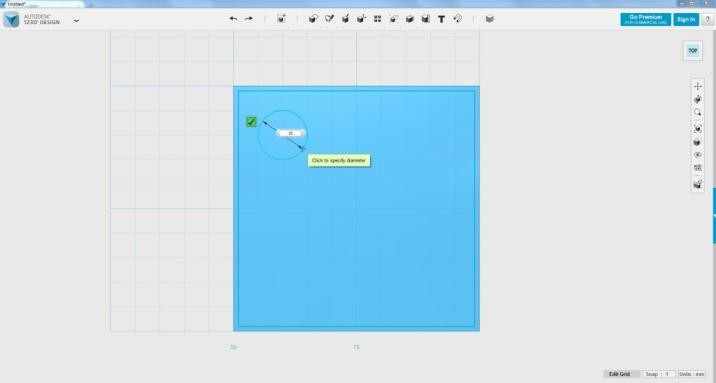 Untitled*
AUTODESK®
123D® DESIGN
T
Go Premium
(FOR COMMERCIAL USE)
Sign In
?
TOP
20
Click to specify diameter
50
75
Edit Grid
Snap : 1
Units : mm